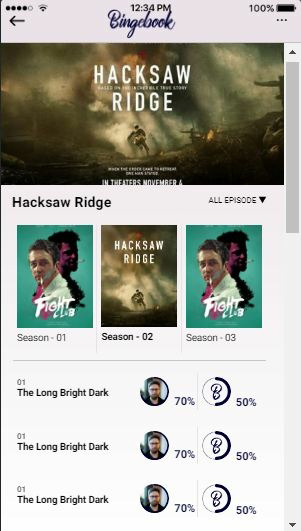 12:34 PM
100%
Bingebook
HACKSAW
BASED ON THE INCREDIBLE TRUE STORY
RIDGE
WHEN THE ORDER CAME TO RETREAT,
ONE MAN STAYED.
IN THEATERS NOVEMBER 4
Hacksaw Ridge
ALL EPISODE ▼
FIGHT
CLUB
HACKSAW
RIDGE
FIGHT
CLUB
Season - 01
Season - 02
Season - 03
01
The Long Bright Dark
70%
B
50%
01
The Long Bright Dark
70%
B
50%
01
The Long Bright Dark
70%
B
50%